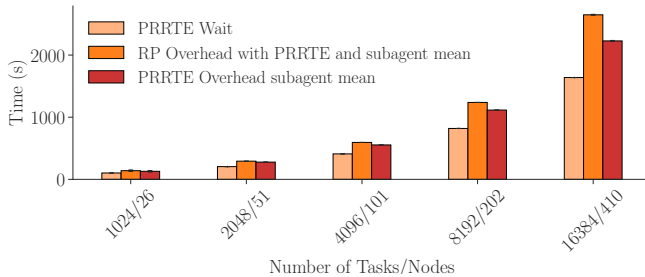 PRRTE Wait
RP Overhead with PRRTE and subagent mean
PRRTE Overhead subagent mean
Time (s)
2000
1000
0
1024/26
2048/51
4096/101
8192/202
16384/410
Number of Tasks/Nodes